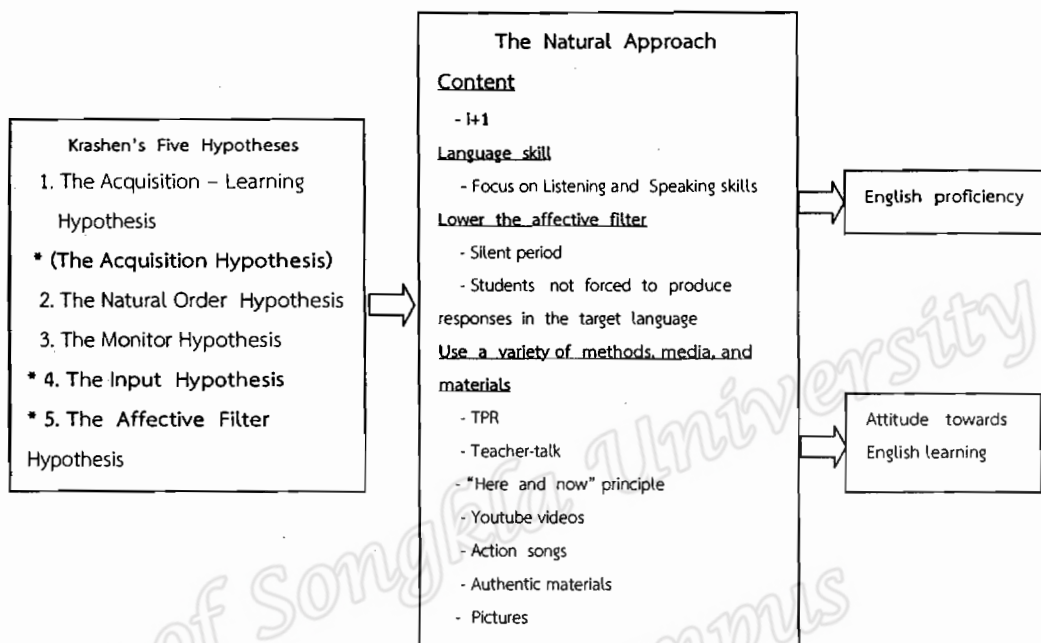 Krashen's Five Hypotheses
1. The Acquisition – Learning
Hypothesis
* (The Acquisition Hypothesis)
2. The Natural Order Hypothesis
3. The Monitor Hypothesis
* 4. The Input Hypothesis
* 5. The Affective Filter
Hypothesis
The Natural Approach
Content
- i+1
Language skill
- Focus on Listening and Speaking skills
Lower the affective filter
- Silent period
- Students not forced to produce
responses in the target language
Use a variety of methods, media, and
materials
- TPR
- Teacher-talk
- "Here and now" principle
- Youtube videos
- Action songs
- Authentic materials
- Pictures
English proficiency
Attitude towards
English learning
of Songkla University